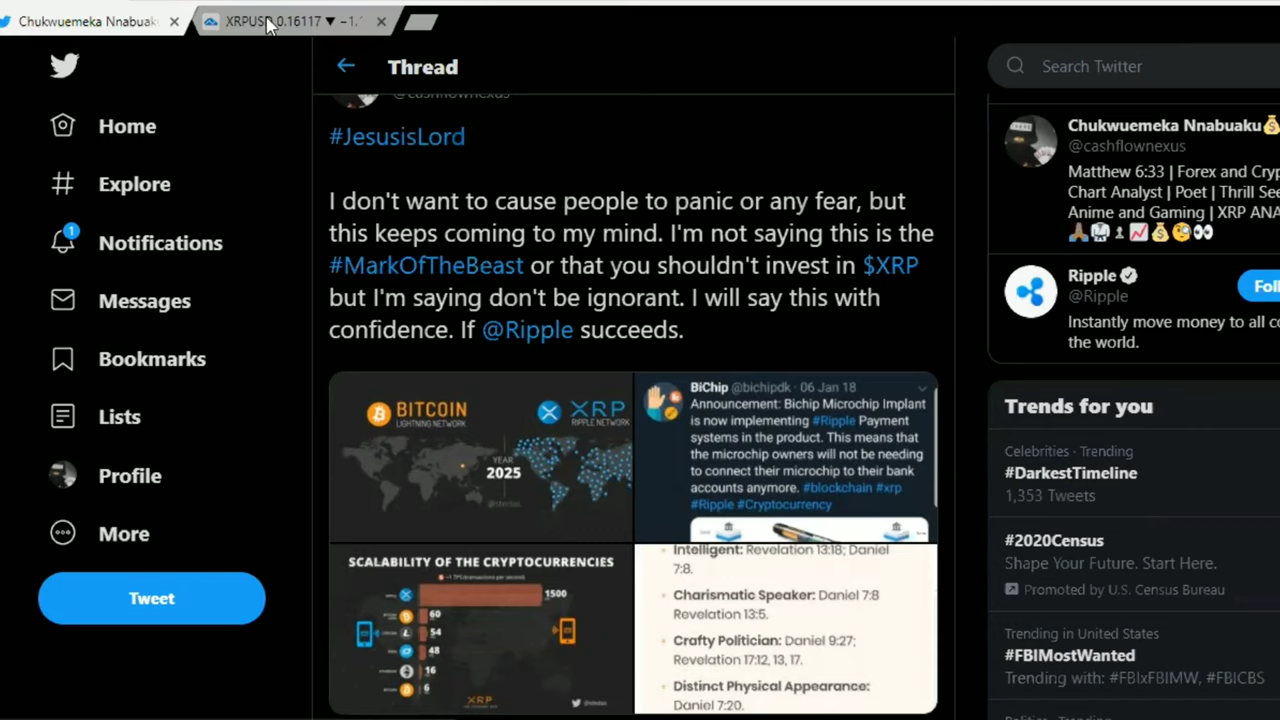 Chukwuemeka Nnabuak
XRPUS 0.16117 ▼ −1.
Thread
Search Twitter
@cashflownexus
Home
Explore
1
Notifications
Messages
Bookmarks
Lists
Profile
More
Tweet
#JesusisLord
I don't want to cause people to panic or any fear, but
this keeps coming to my mind. I'm not saying this is the
#MarkOfTheBeast or that you shouldn't invest in $XRP
but I'm saying don't be ignorant. I will say this with
confidence. If @Ripple succeeds.
BITCOIN
LIGHTNING NETWORK
XRP
RIPPLE NETWORK
YEAR
2025
BiChip @bichipdk · 06 Jan 18
Announcement: Bichip Microchip Implant
is now implementing #Ripple Payment
systems in the product. This means that
the microchip owners will not be needing
to connect their microchip to their bank
accounts anymore. #blockchain #xrp
#Ripple #Cryptocurrency
SCALABILITY OF THE CRYPTOCURRENCIES
1500
60
54
48
16
6
XRP
Intelligent: Revelation 13:18; Daniel
7:8.
Charismatic Speaker: Daniel 7:8
Revelation 13:5.
Crafty Politician: Daniel 9:27;
Revelation 17:12, 13, 17.
Distinct Physical Appearance:
Daniel 7:20.
Chukwuemeka Nnabuaku
@cashflownexus
Matthew 6:33 | Forex and Cryp
Chart Analyst | Poet | Thrill See
Anime and Gaming | XRP ANA
Ripple
@Ripple
Foll
Instantly move money to all co
the world.
Trends for you
Celebrities · Trending
#DarkestTimeline
1,353 Tweets
#2020Census
Shape Your Future. Start Here.
Promoted by U.S. Census Bureau
Trending in United States
#FBIMostWanted
Trending with: #FBIxFBIMW, #FBICBS